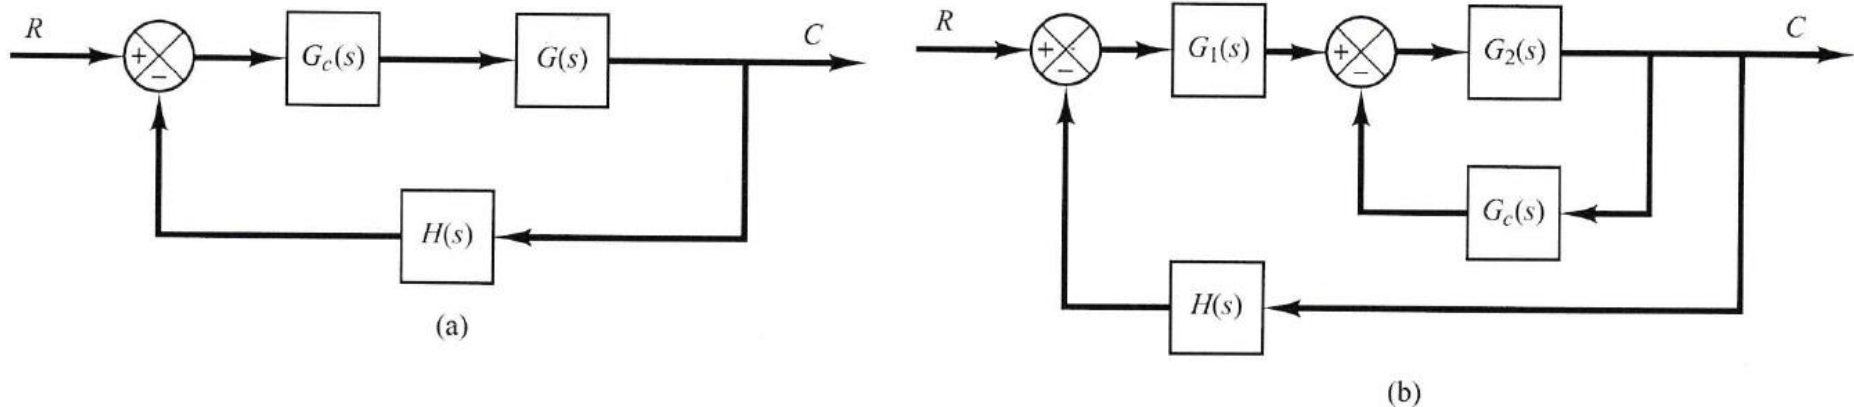 R
+
−
G_c(s)
G(s)
C
H(s)
(a)
R
+
−
G_1(s)
+
−
G_2(s)
C
G_c(s)
H(s)
(b)